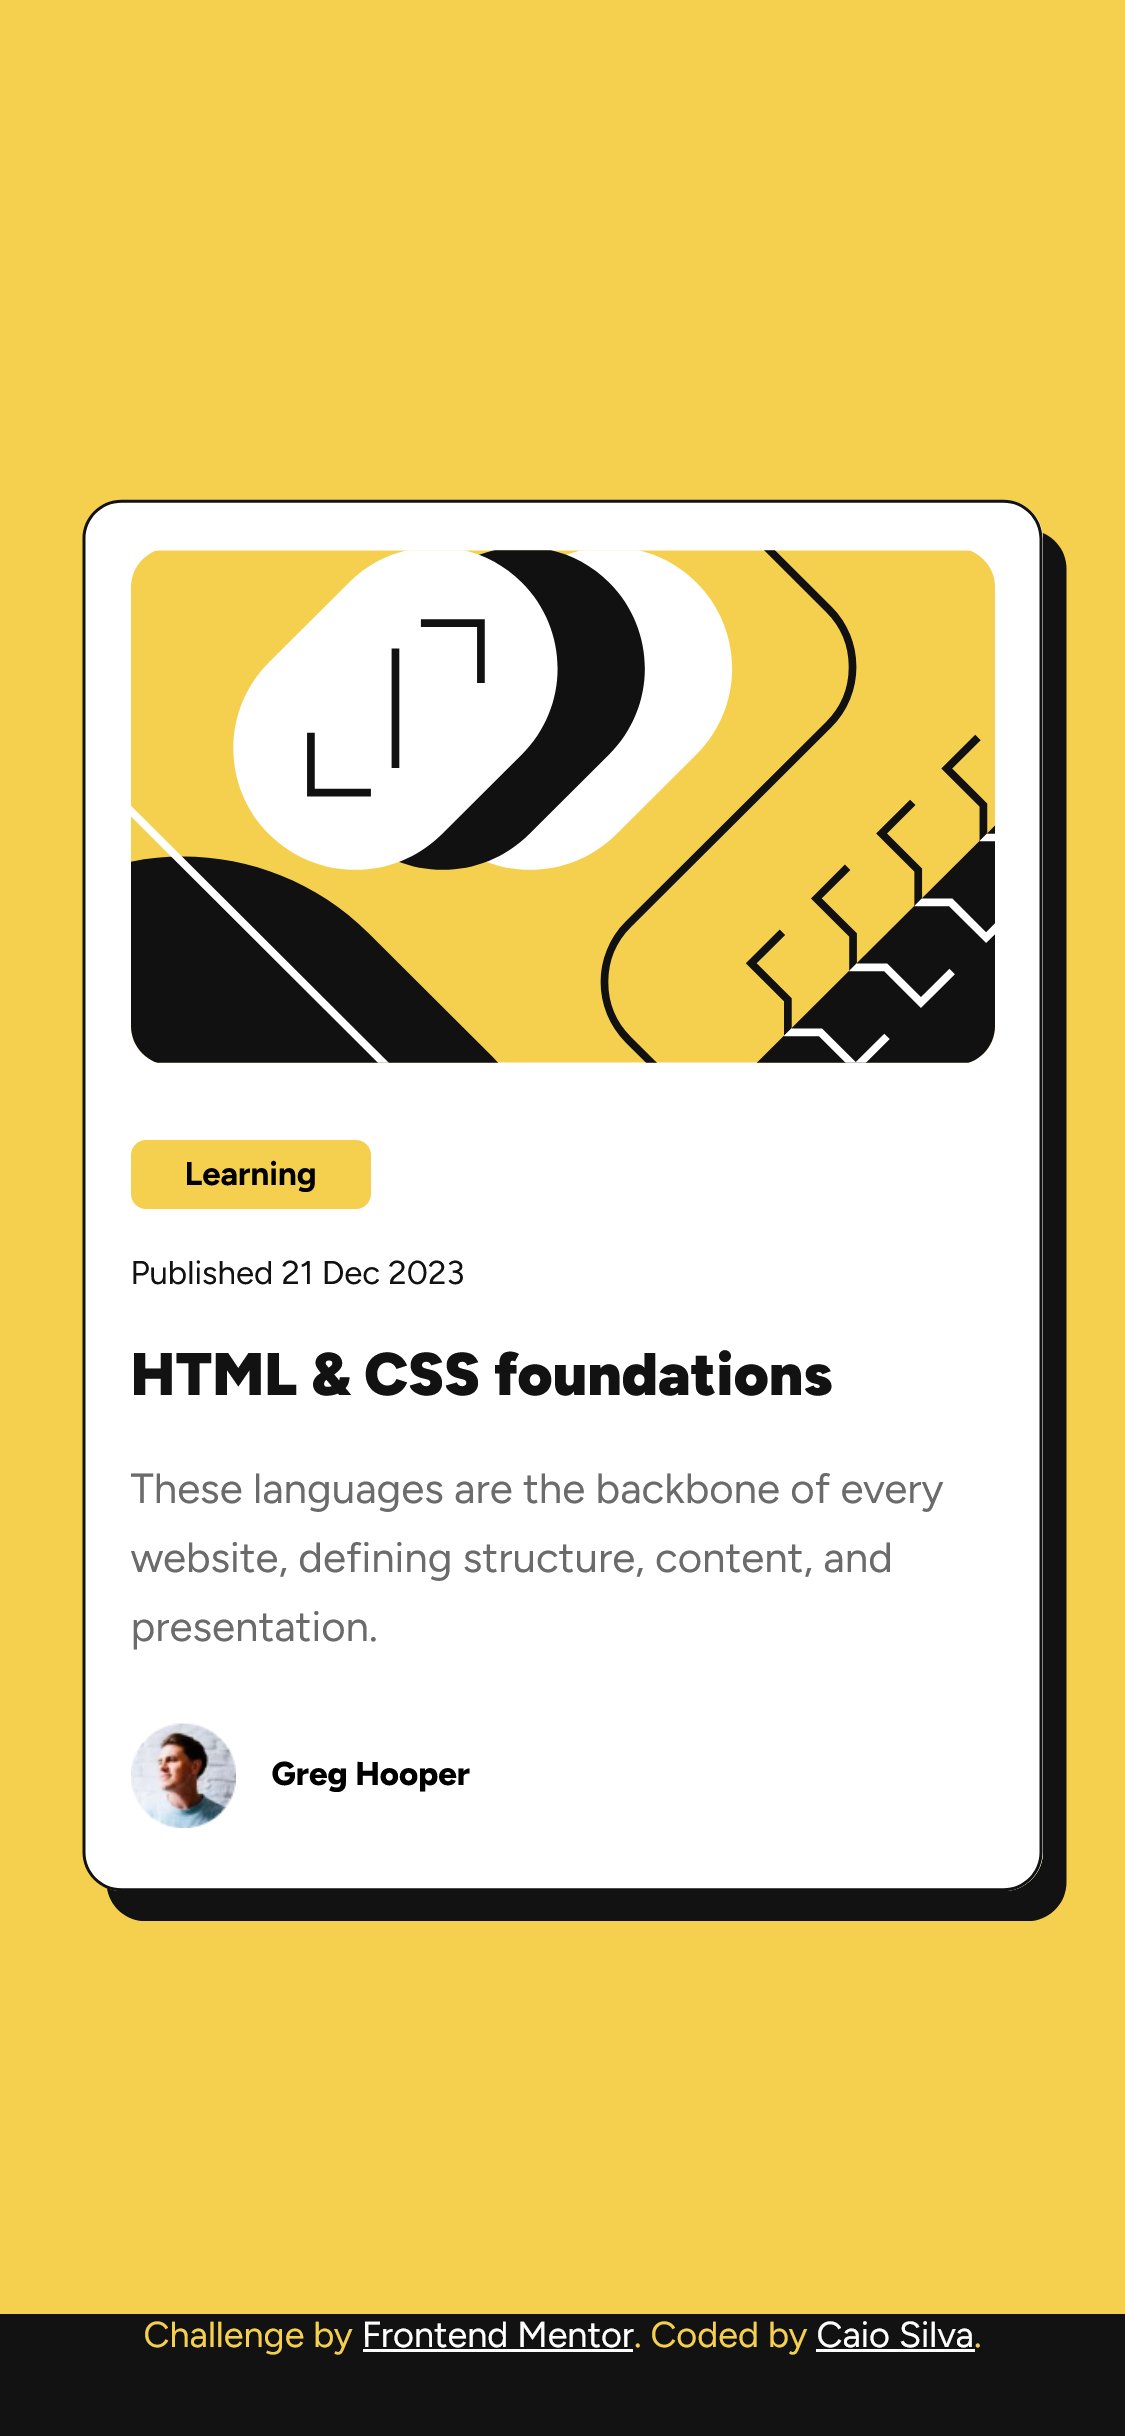 Learning
Published 21 Dec 2023
HTML & CSS foundations
These languages are the backbone of every
website, defining structure, content, and
presentation.
Greg Hooper
Challenge by Frontend Mentor. Coded by Caio Silva.